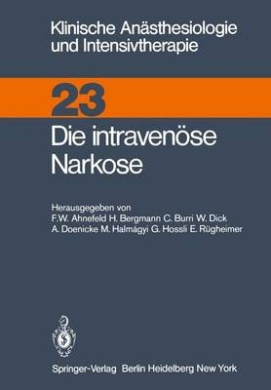 Klinische Anästhesiologie
und Intensivtherapie
23
Die intravenöse
Narkose
Herausgegeben von
F.W. Ahnefeld H. Bergmann C. Burri W. Dick
A. Doenicke M. Halmágyi G. Hossli E. Rügheimer
Springer-Verlag Berlin Heidelberg New York